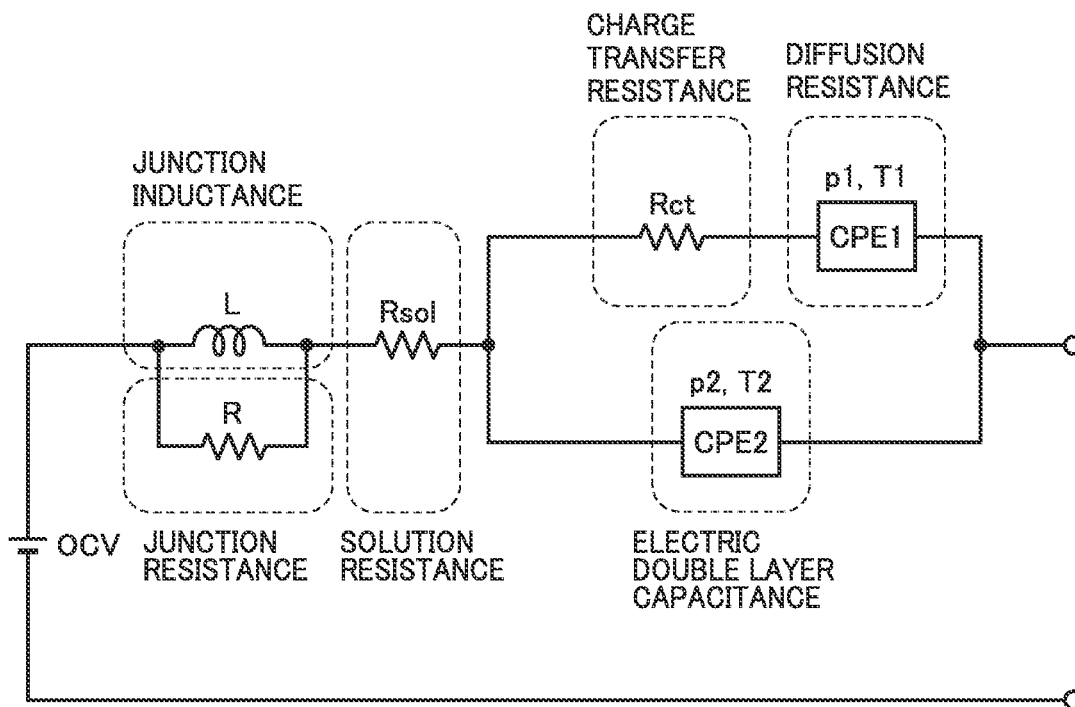 CHARGE
TRANSFER
RESISTANCE
DIFFUSION
RESISTANCE
JUNCTION
INDUCTANCE
p1, T1
Rct
CPE1
L
Rsol
R
p2, T2
CPE2
OCV
JUNCTION
RESISTANCE
SOLUTION
RESISTANCE
ELECTRIC
DOUBLE LAYER
CAPACITANCE